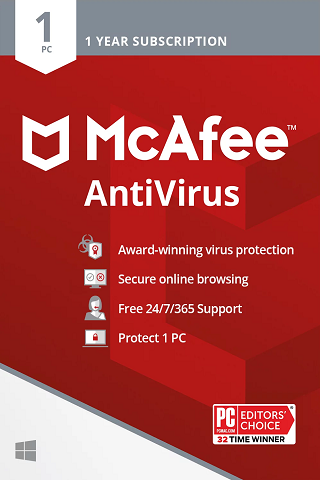 1
PC
1 YEAR SUBSCRIPTION
McAfee™
AntiVirus
Award-winning virus protection
Secure online browsing
Free 24/7/365 Support
Protect 1 PC
PC
PCMAG.COM
EDITORS'
CHOICE
32 TIME WINNER